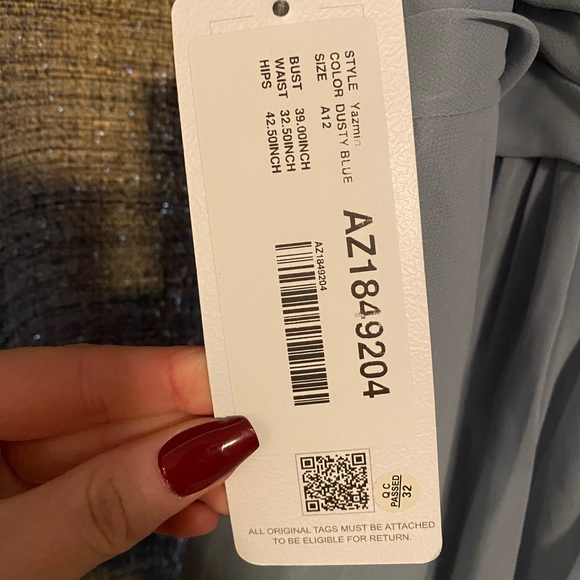 STYLE Yazmin
COLOR DUSTY BLUE
SIZE A12
BUST 39.00INCH
WAIST 32.50INCH
HIPS 42.50INCH
AZ1849204
AZ1849204
QC
PASSED
32
ALL ORIGINAL TAGS MUST BE ATTACHED
TO BE ELIGIBLE FOR RETURN.